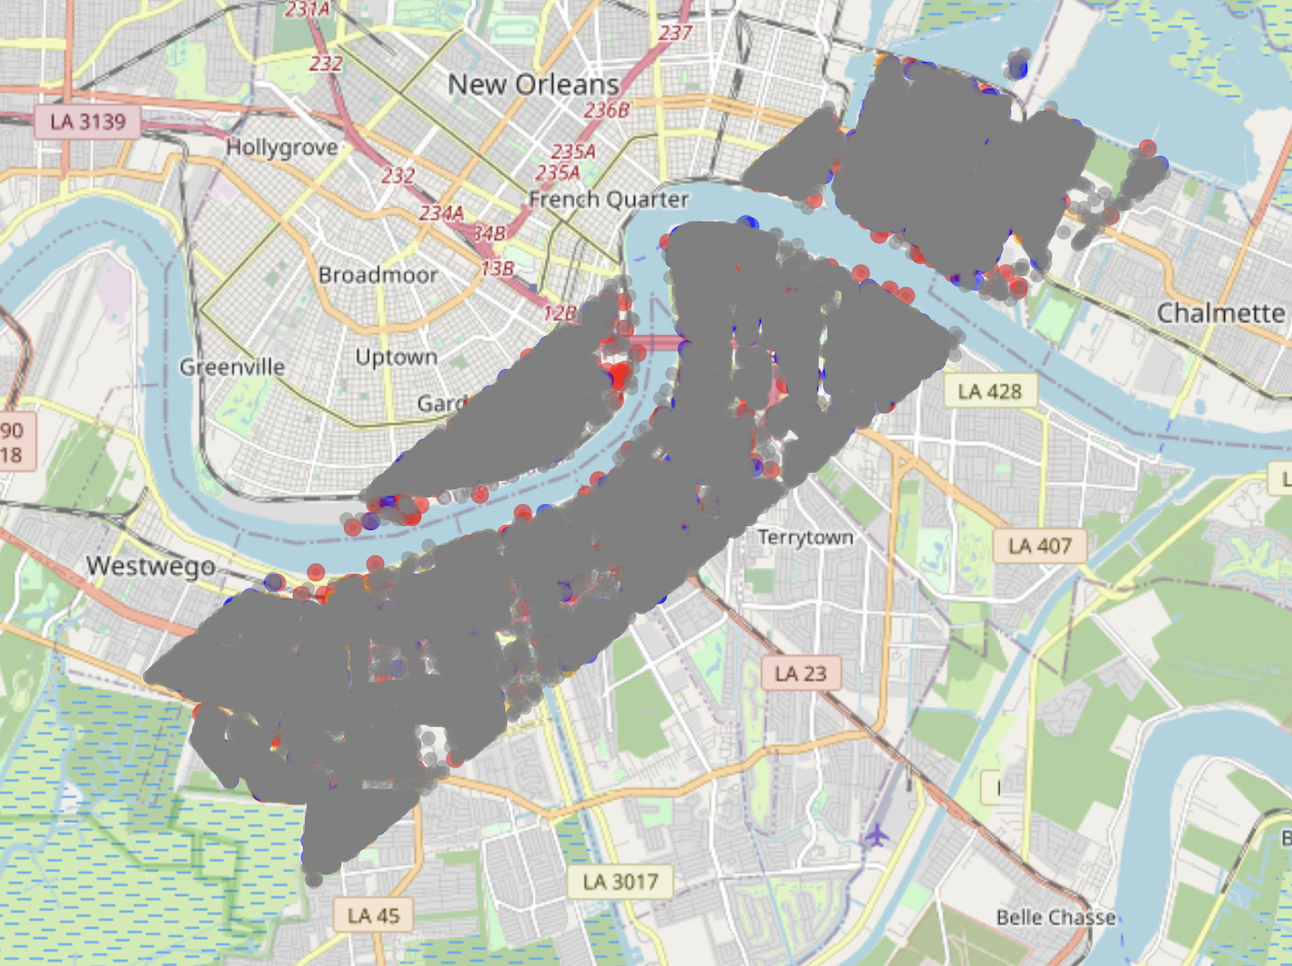 231A
237
232
New Orleans
236B
LA 3139
Hollygrove
235A
235A
232
French Quarter
234A
34B
13B
Broadmoor
12B
Chalmette
Uptown
Greenville
LA 428
Gard
90
18
L
Terrytown
LA 407
Westwego
LA 23
LA 3017
LA 45
Belle Chasse
B